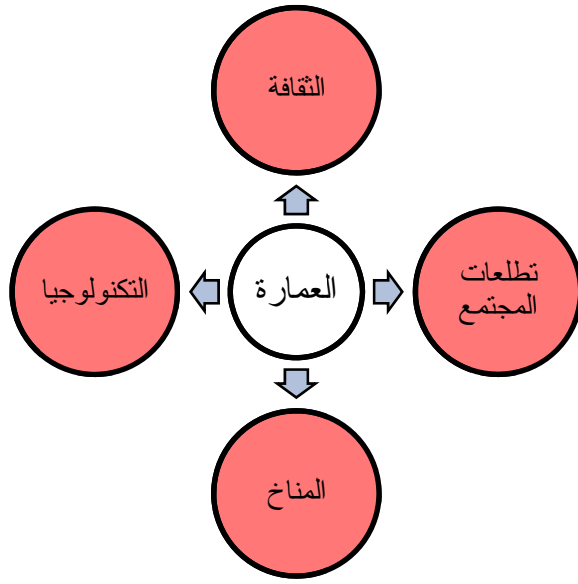 الثقافة
تطلعات
المجتمع
العمارة
التكنولوجيا
المناخ